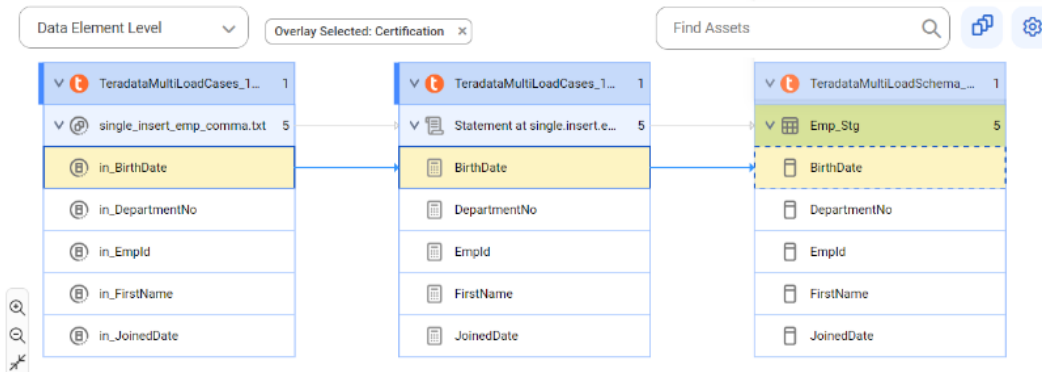 Data Element Level
Overlay Selected: Certification ×
Find Assets
TeradataMultiLoadCases_1... 1
single_insert_emp_comma.txt 5
in_BirthDate
in_DepartmentNo
in_EmpId
in_FirstName
in_JoinedDate
TeradataMultiLoadCases_1... 1
Statement at single.insert.e... 5
BirthDate
DepartmentNo
EmpId
FirstName
JoinedDate
TeradataMultiLoadSchema_... 1
Emp_Stg 5
BirthDate
DepartmentNo
EmpId
FirstName
JoinedDate